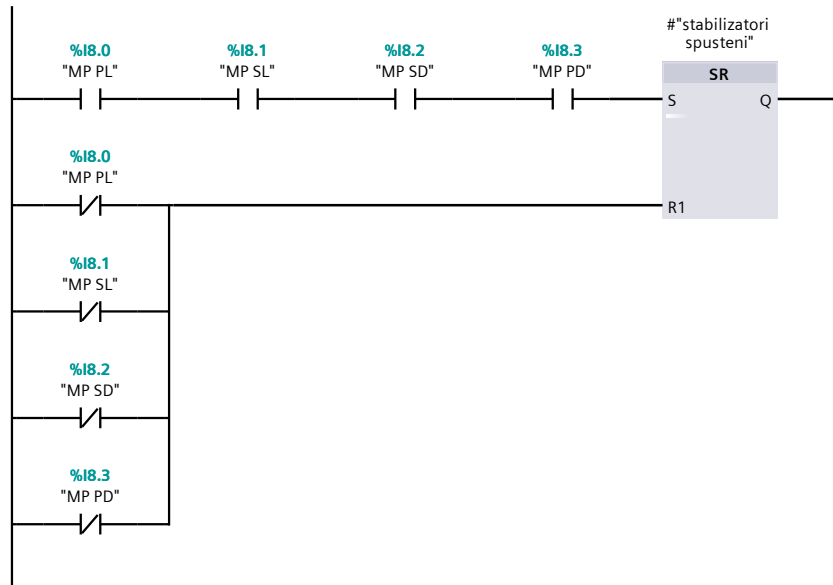 #"stabilizatori
spusteni"
%I8.0
"MP PL"
%I8.1
"MP SL"
%I8.2
"MP SD"
%I8.3
"MP PD"
SR
S
Q
%I8.0
"MP PL"
R1
%I8.1
"MP SL"
%I8.2
"MP SD"
%I8.3
"MP PD"